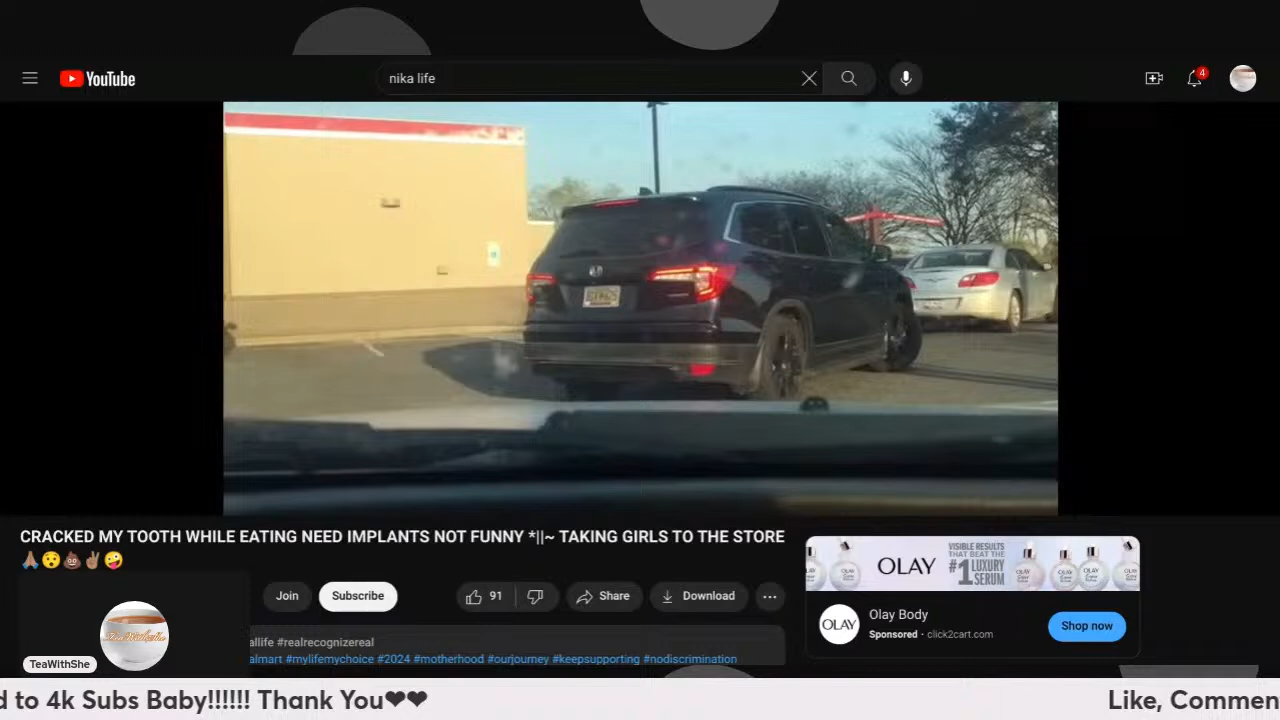 YouTube
nika life
4
CRACKED MY TOOTH WHILE EATING NEED IMPLANTS NOT FUNNY *||~ TAKING GIRLS TO THE STORE
🙏🏽😯💩✌🏽🤪
Join
Subscribe
91
Share
Download
allife #realrecognizereal
almart #mylifemychoice #2024 #motherhood #ourjourney #keepsupporting #nodiscrimination
OLAY
VISIBLE RESULTS
THAT BEAT THE
#1 LUXURY
SERUM
OLAY
Olay Body
Sponsored · click2cart.com
Shop now
TeaWithShe
TeaWithShe
d to 4k Subs Baby!!!!!! Thank You❤❤
Like, Commen